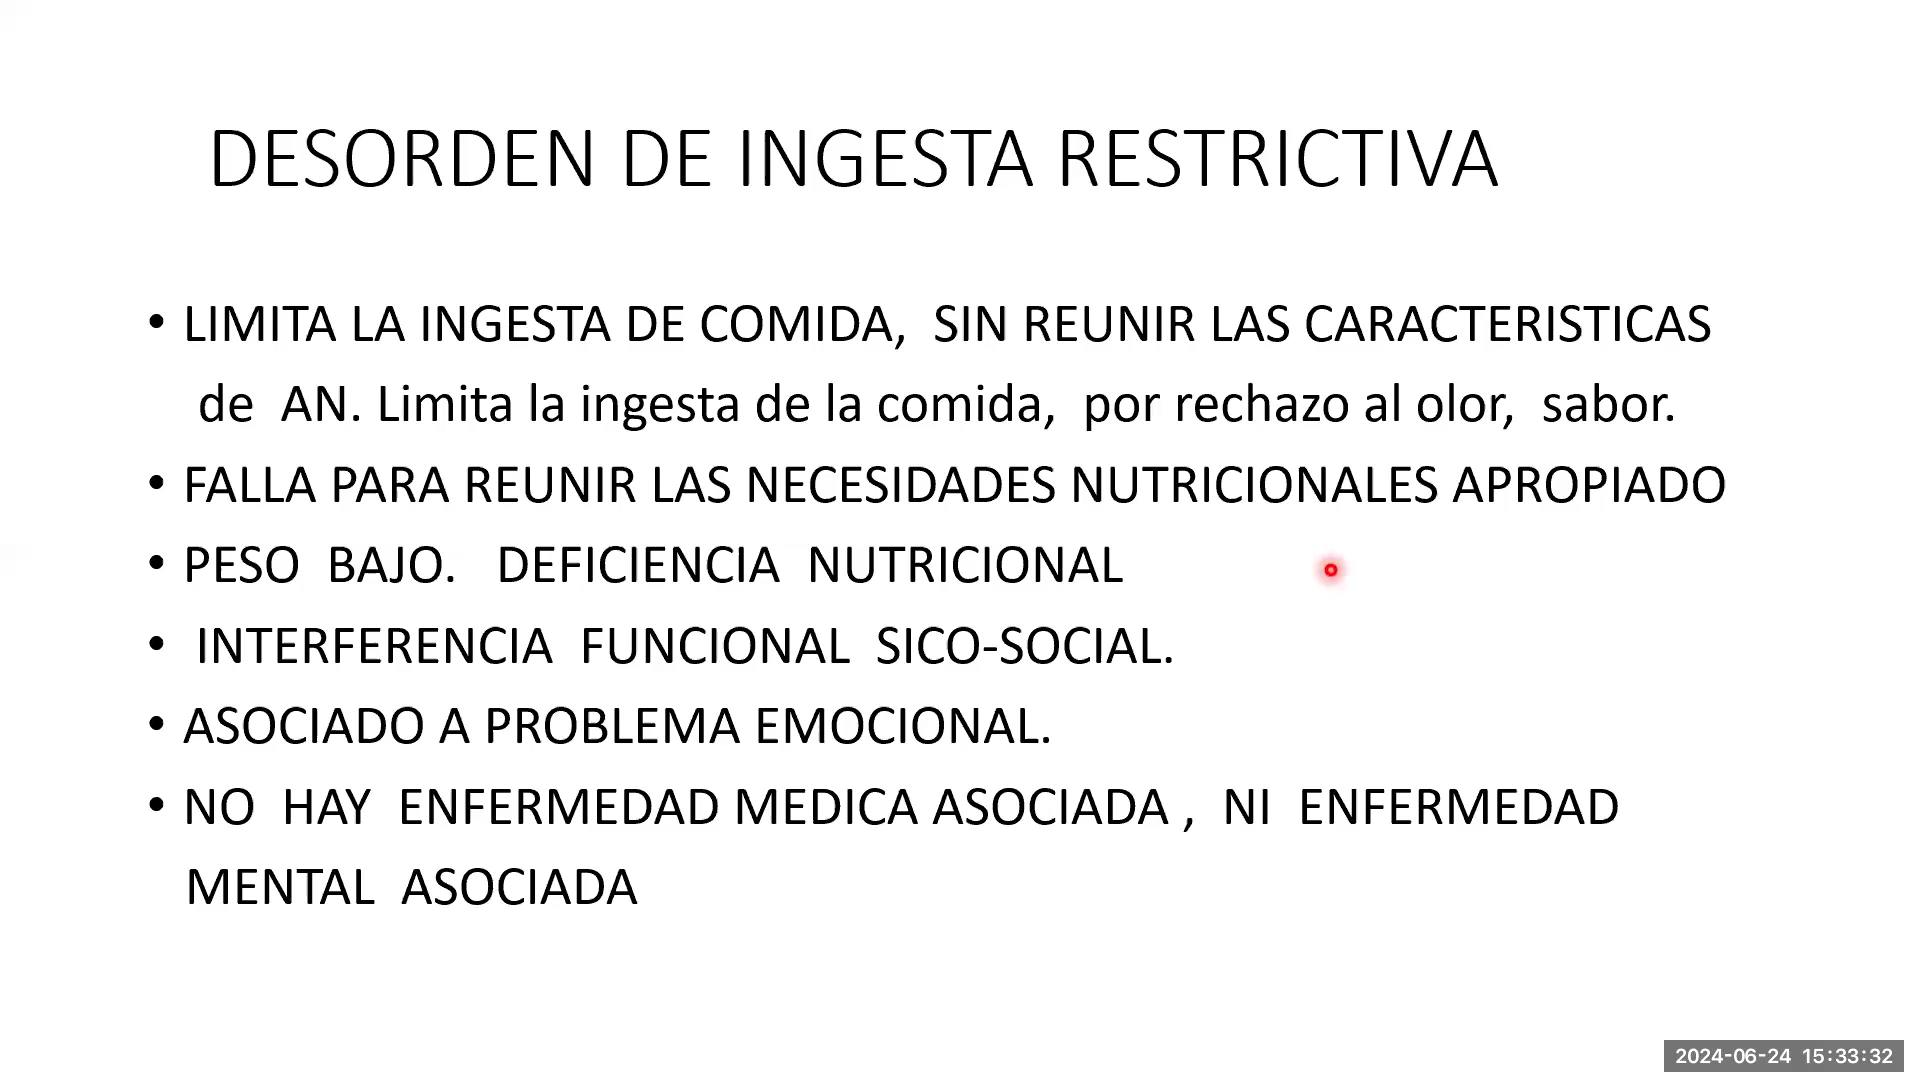 DESORDEN DE INGESTA RESTRICTIVA
• LIMITA LA INGESTA DE COMIDA, SIN REUNIR LAS CARACTERISTICAS
de AN. Limita la ingesta de la comida, por rechazo al olor, sabor.
• FALLA PARA REUNIR LAS NECESIDADES NUTRICIONALES APROPIADO
• PESO BAJO. DEFICIENCIA NUTRICIONAL
• INTERFERENCIA FUNCIONAL SICO-SOCIAL.
• ASOCIADO A PROBLEMA EMOCIONAL.
• NO HAY ENFERMEDAD MEDICA ASOCIADA , NI ENFERMEDAD
MENTAL ASOCIADA
2024-06-24 15:33:32